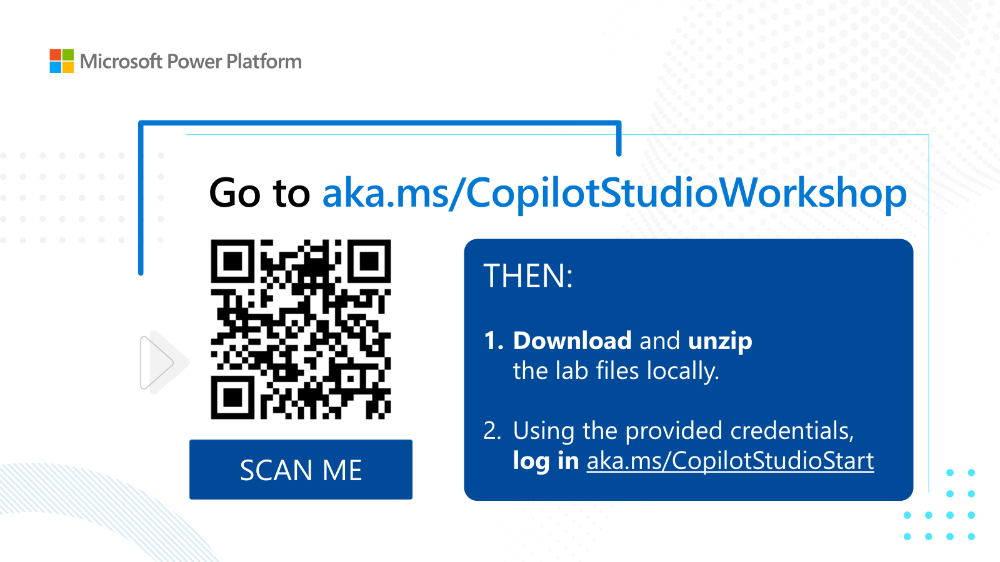 Microsoft Power Platform
Go to aka.ms/CopilotStudioWorkshop
SCAN ME
THEN:
1. Download and unzip
the lab files locally.
2. Using the provided credentials,
log in aka.ms/CopilotStudioStart